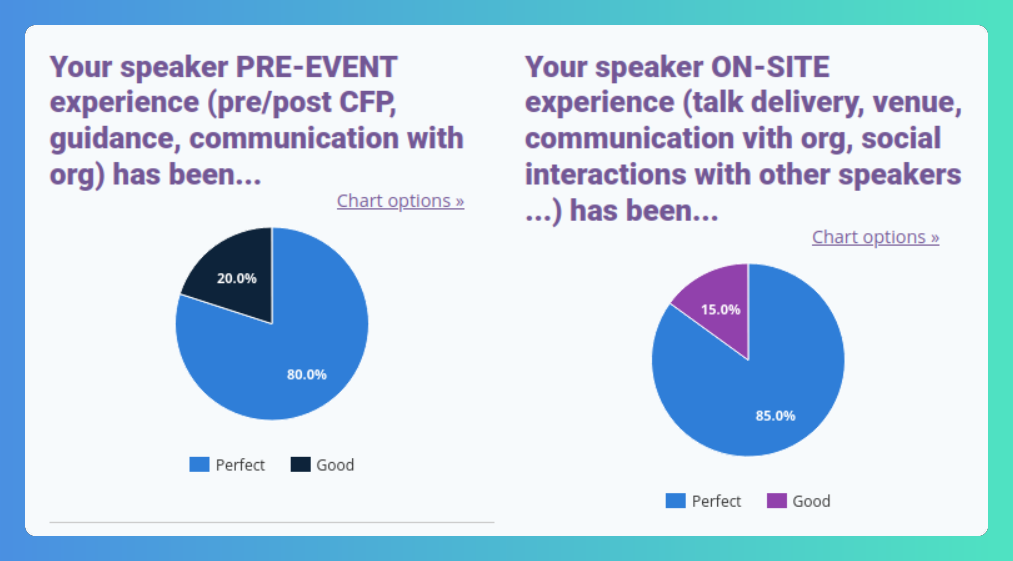 Your speaker PRE-EVENT
experience (pre/post CFP,
guidance, communication with
org) has been...
Chart options »
20.0%
80.0%
Perfect Good
Your speaker ON-SITE
experience (talk delivery, venue,
communication vith org, social
interactions with other speakers
...) has been...
Chart options »
15.0%
85.0%
Perfect Good